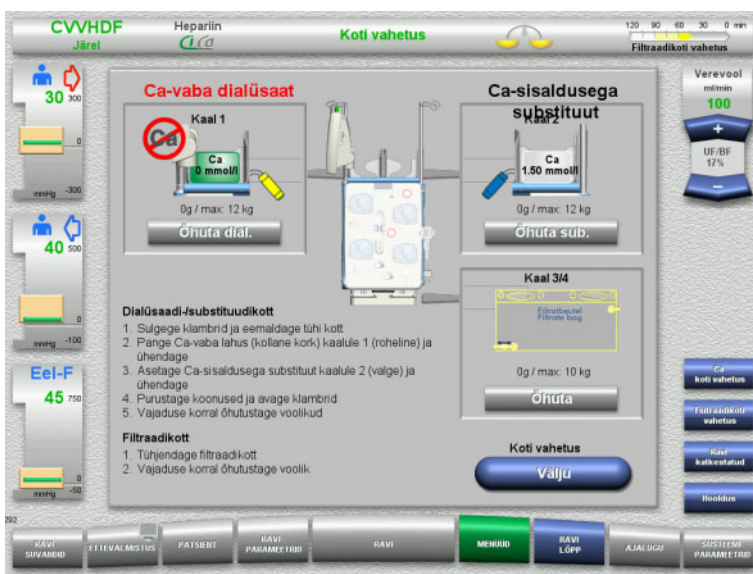 CVVHDF
Järel
Heparin
CiCa
Koti vahetus
120 90 60 30 0 min
Filtraadikoti vahetus
30 300
0
mmHg -300
40 500
0
mmHg -100
Eel-F
45 750
0
mmHg -50
Ca-vaba dialüsaat
Kaal 1
Ca
Ca
0 mmol/l
0g / max: 12 kg
Õhuta dial.
Ca-sisaldusega
substituut
Kaal 2
Ca
1.50 mmol/l
0g / max: 12 kg
Õhuta sub.
Kaal 3/4
Filtratbeutel
Filtrate bag
0g / max: 10 kg
Õhuta
Dialüsaadi-/substituudikott
1. Sulgege klambrid ja eemaldage tühi kott
2. Pange Ca-vaba lahus (kollane kork) kaalule 1 (roheline) ja
ühendage
3. Asetage Ca-sisaldusega substituut kaalule 2 (valge) ja
ühendage
4. Purustage koonused ja avage klambrid
5. Vajaduse korral õhutustage voolikud
Filtraadikott
1. Tühjendage filtraadikott
2. Vajaduse korral õhutustage voolik
Koti vahetus
Välju
Verevool
ml/min
100
+
UF/BF
17%
–
Ca
koti vahetus
Tsitraadikoti
vahetus
Ravi
katkestatud
Hooldus
292
RAVI
SUVANDID
ETTEVALMISTUS
PATSIENT
RAVI
PARAMEETRID
RAVI
MENÜÜD
RAVI
LÕPP
AJALUGU
SÜSTEEMI
PARAMEETRID